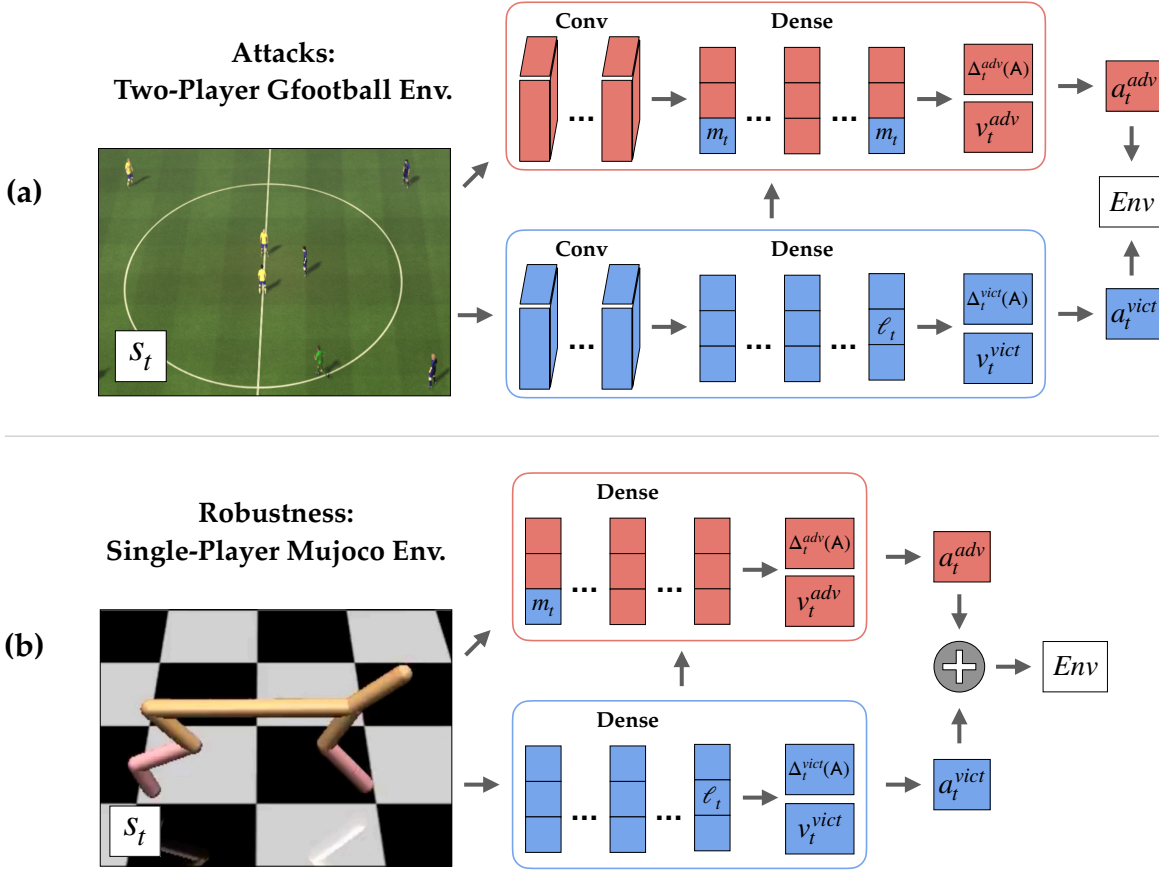 Attacks:
Two-Player Gfootball Env.
(a)
s_t
Conv
Dense
...
m_t
...
...
m_t
Δ_t^{adv}(A)
v_t^{adv}
a_t^{adv}
Env
Conv
Dense
...
...
...
ℓ_t
Δ_t^{vict}(A)
v_t^{vict}
a_t^{vict}
Robustness:
Single-Player Mujoco Env.
(b)
s_t
Dense
m_t
...
...
Δ_t^{adv}(A)
v_t^{adv}
a_t^{adv}
Env
Dense
...
...
ℓ_t
Δ_t^{vict}(A)
v_t^{vict}
a_t^{vict}